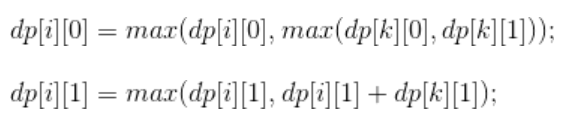 dp[i][0] = max(dp[i][0], max(dp[k][0], dp[k][1]));
dp[i][1] = max(dp[i][1], dp[i][1] + dp[k][1]);